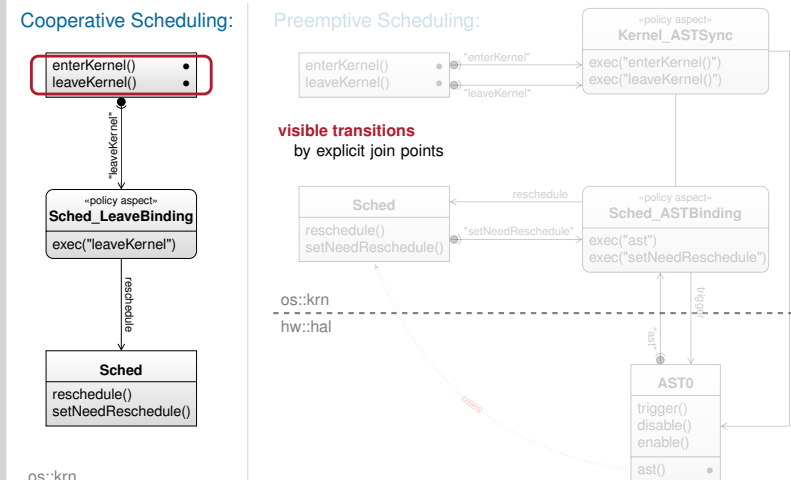 Cooperative Scheduling:
enterKernel()
leaveKernel()
"leaveKernel"
«policy aspect»
Sched_LeaveBinding
exec("leaveKernel")
reschedule
Sched
reschedule()
setNeedReschedule()
os::krn
Preemptive Scheduling:
enterKernel()
leaveKernel()
"enterKernel"
"leaveKernel"
«policy aspect»
Kernel_ASTSync
exec("enterKernel()")
exec("leaveKernel()")
visible transitions
by explicit join points
Sched
reschedule()
setNeedReschedule()
reschedule
"setNeedReschedule"
«policy aspect»
Sched_ASTBinding
exec("ast")
exec("setNeedReschedule")
os::krn
hw::hal
"ast"
trigger
uses
AST0
trigger()
disable()
enable()
ast()